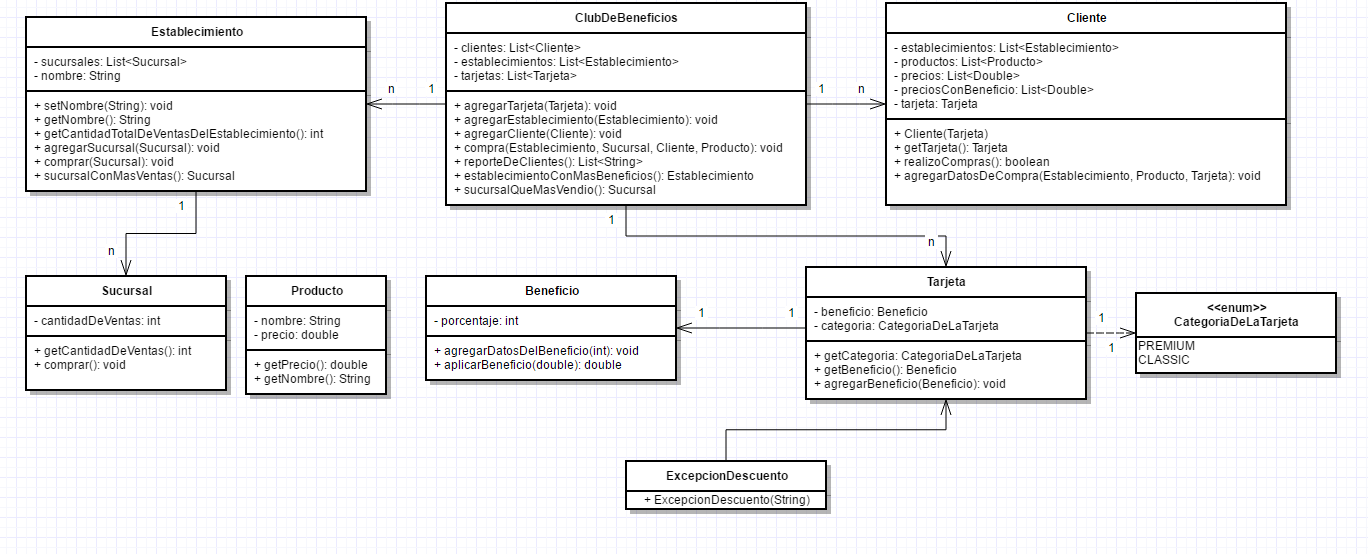 Establecimiento
- sucursales: List<Sucursal>
- nombre: String
+ setNombre(String): void
+ getNombre(): String
+ getCantidadTotalDeVentasDelEstablecimiento(): int
+ agregarSucursal(Sucursal): void
+ comprar(Sucursal): void
+ sucursalConMasVentas(): Sucursal
n
1
ClubDeBeneficios
- clientes: List<Cliente>
- establecimientos: List<Establecimiento>
- tarjetas: List<Tarjeta>
+ agregarTarjeta(Tarjeta): void
+ agregarEstablecimiento(Establecimiento): void
+ agregarCliente(Cliente): void
+ compra(Establecimiento, Sucursal, Cliente, Producto): void
+ reporteDeClientes(): List<String>
+ establecimientoConMasBeneficios(): Establecimiento
+ sucursalQueMasVendio(): Sucursal
1
n
Cliente
- establecimientos: List<Establecimiento>
- productos: List<Producto>
- precios: List<Double>
- preciosConBeneficio: List<Double>
- tarjeta: Tarjeta
+ Cliente(Tarjeta)
+ getTarjeta(): Tarjeta
+ realizoCompras(): boolean
+ agregarDatosDeCompra(Establecimiento, Producto, Tarjeta): void
1
n
1
n
Sucursal
- cantidadDeVentas: int
+ getCantidadDeVentas(): int
+ comprar(): void
Producto
- nombre: String
- precio: double
+ getPrecio(): double
+ getNombre(): String
Beneficio
- porcentaje: int
+ agregarDatosDelBeneficio(int): void
+ aplicarBeneficio(double): double
1
1
Tarjeta
- beneficio: Beneficio
- categoria: CategoriaDeLaTarjeta
+ getCategoria: CategoriaDeLaTarjeta
+ getBeneficio(): Beneficio
+ agregarBeneficio(Beneficio): void
1
1
<<enum>>
CategoriaDeLaTarjeta
PREMIUM
CLASSIC
ExcepcionDescuento
+ ExcepcionDescuento(String)